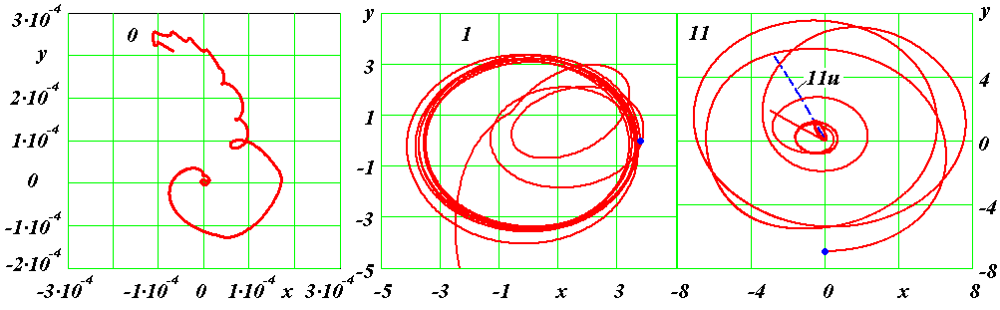 3·10⁻⁴
0
y
2·10⁻⁴
1·10⁻⁴
0
-1·10⁻⁴
-2·10⁻⁴
-3·10⁻⁴ -1·10⁻⁴ 0 1·10⁻⁴ x 3·10⁻⁴
y
1
3
1
-1
-3
-5
-5 -3 -1 x 3
11
y
11u
4
0
-4
-8
-8 -4 0 x 8